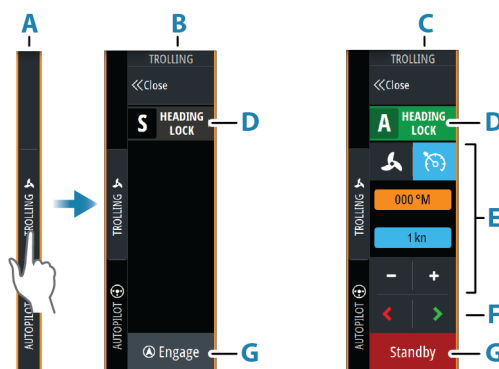 A
B
C
TROLLING
AUTOPILOT
TROLLING
Close
S HEADING
LOCK
D
TROLLING
AUTOPILOT
Engage
G
TROLLING
Close
A HEADING
LOCK
D
TROLLING
AUTOPILOT
000 °M
1 kn
E
− +
< >
F
Standby
G